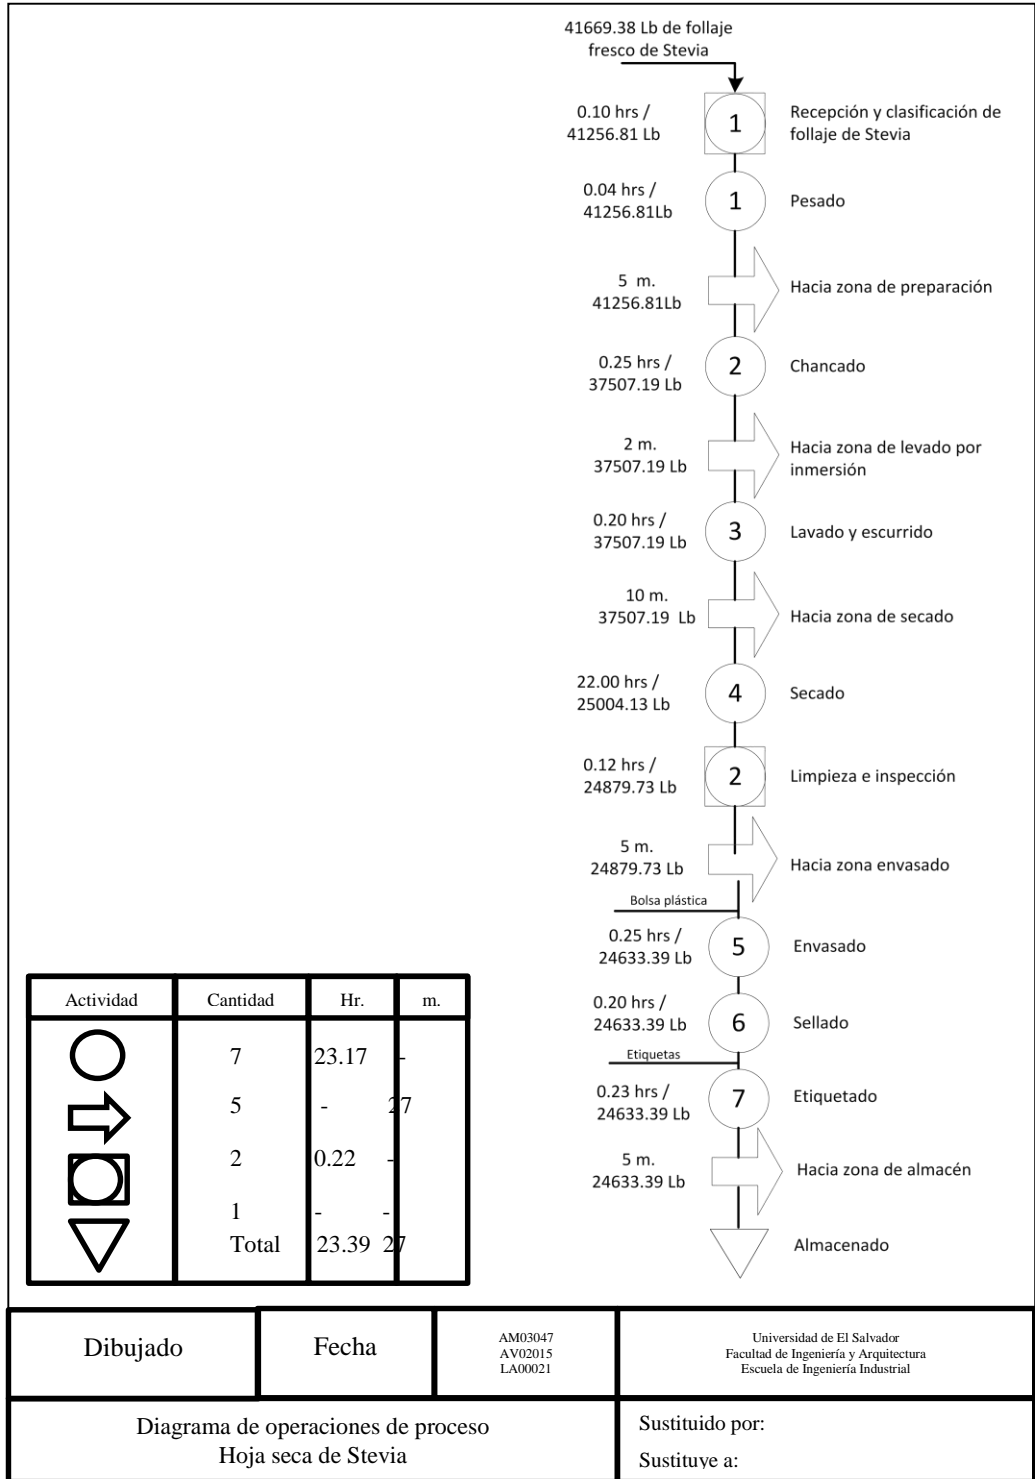 41669.38 Lb de follaje
fresco de Stevia
0.10 hrs /
41256.81 Lb
1
Recepción y clasificación de
follaje de Stevia
0.04 hrs /
41256.81Lb
1
Pesado
5 m.
41256.81Lb
Hacia zona de preparación
0.25 hrs /
37507.19 Lb
2
Chancado
2 m.
37507.19 Lb
Hacia zona de levado por
inmersión
0.20 hrs /
37507.19 Lb
3
Lavado y escurrido
10 m.
37507.19 Lb
Hacia zona de secado
22.00 hrs /
25004.13 Lb
4
Secado
0.12 hrs /
24879.73 Lb
2
Limpieza e inspección
5 m.
24879.73 Lb
Hacia zona envasado
Bolsa plástica
0.25 hrs /
24633.39 Lb
5
Envasado
0.20 hrs /
24633.39 Lb
6
Sellado
Etiquetas
0.23 hrs /
24633.39 Lb
7
Etiquetado
5 m.
24633.39 Lb
Hacia zona de almacén
Almacenado
Actividad Cantidad Hr. m.
7 23.17 -
5 - 27
2 0.22 -
1 - -
Total 23.39 27
Dibujado
Fecha
AM03047
AV02015
LA00021
Universidad de El Salvador
Facultad de Ingeniería y Arquitectura
Escuela de Ingeniería Industrial
Diagrama de operaciones de proceso
Hoja seca de Stevia
Sustituido por:
Sustituye a: